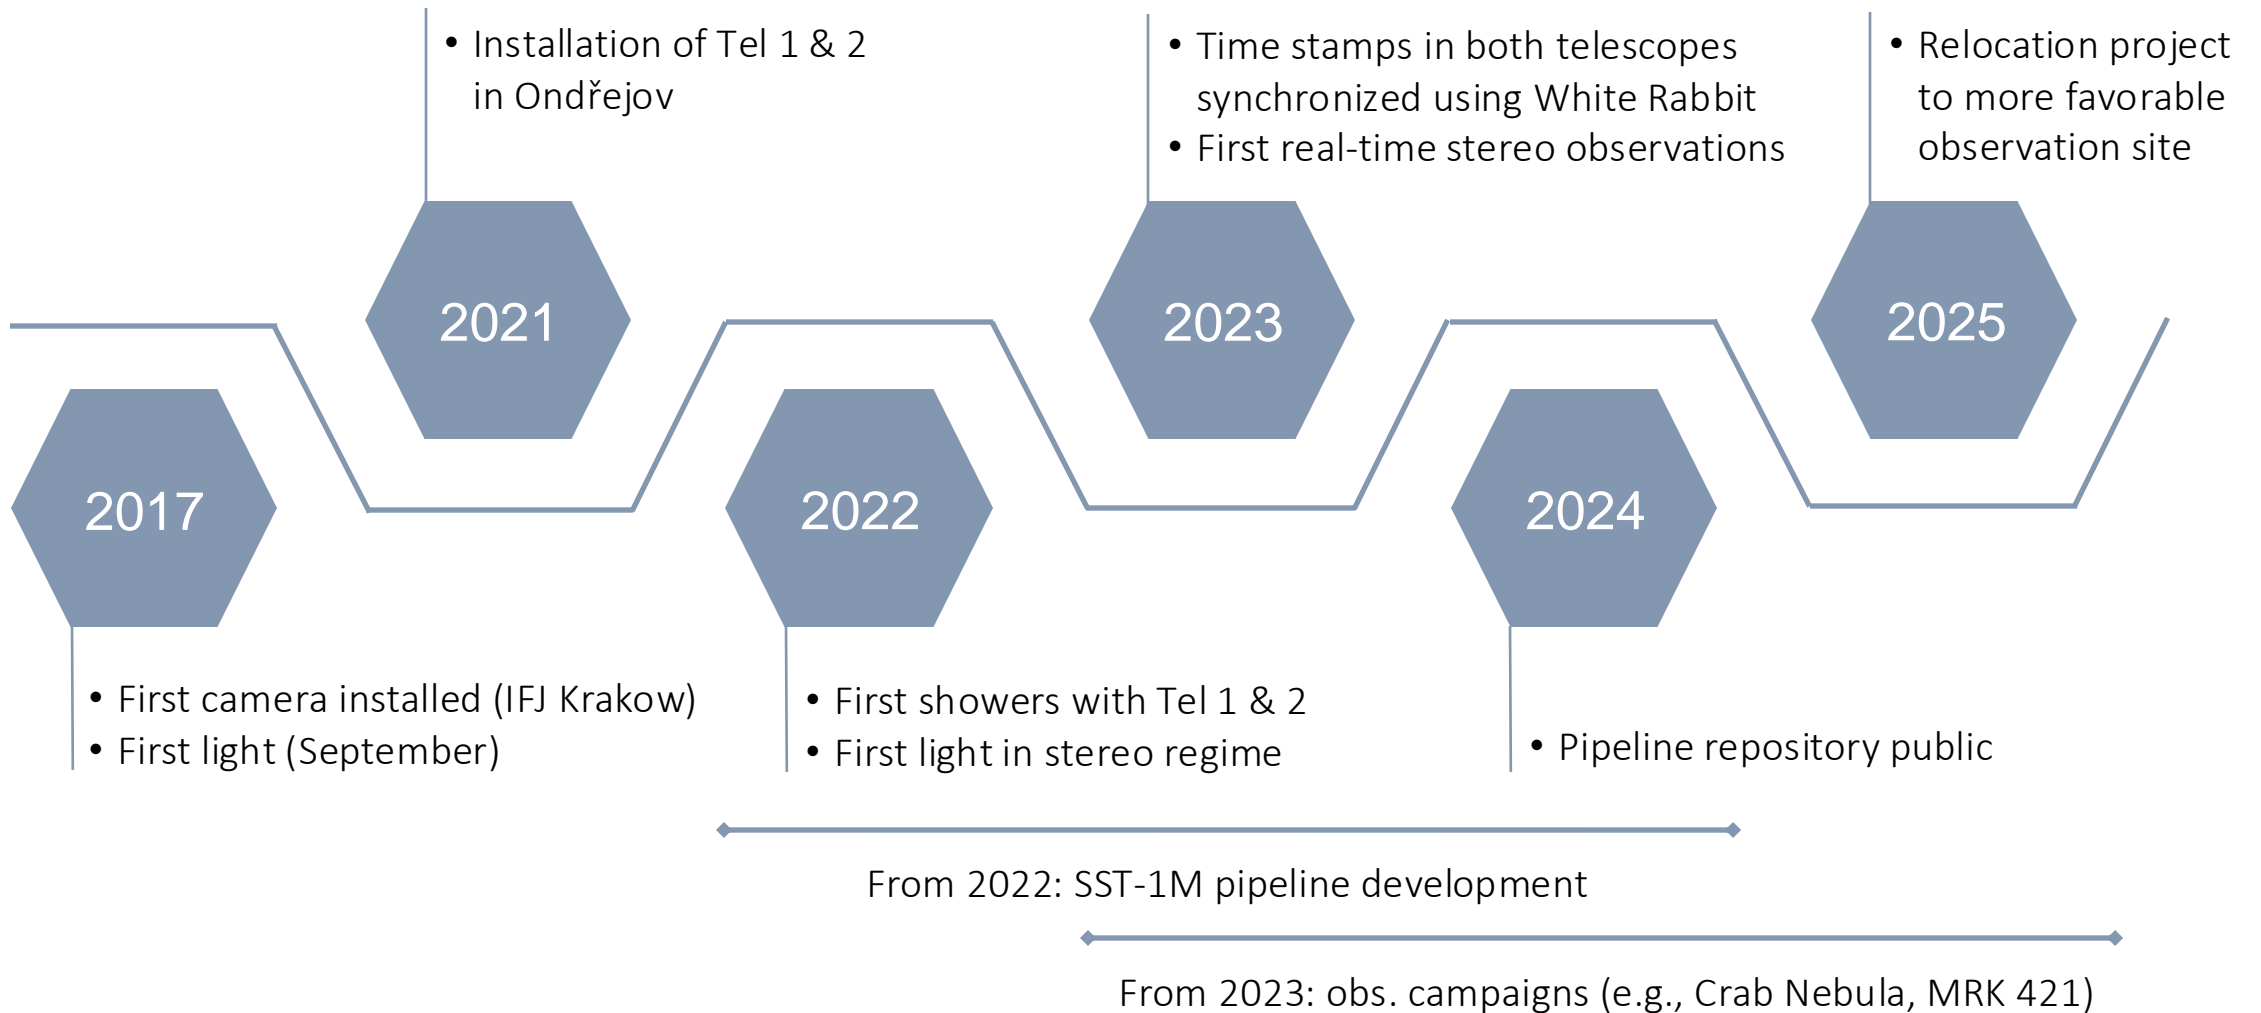 • Installation of Tel 1 & 2
in Ondřejov
• Time stamps in both telescopes
synchronized using White Rabbit
• First real-time stereo observations
• Relocation project
to more favorable
observation site
2021
2023
2025
2017
2022
2024
• First camera installed (IFJ Krakow)
• First light (September)
• First showers with Tel 1 & 2
• First light in stereo regime
• Pipeline repository public
From 2022: SST-1M pipeline development
From 2023: obs. campaigns (e.g., Crab Nebula, MRK 421)